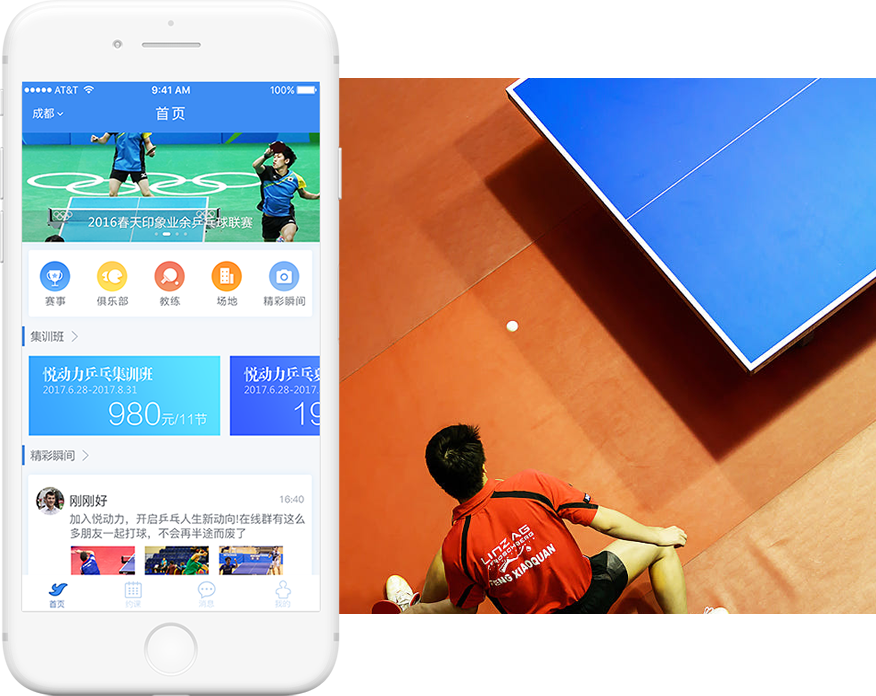 AT&T
9:41 AM
100%
成都
首页
2016春天印象业余乒乓球联赛
赛事
俱乐部
教练
场地
精彩瞬间
集训班
悦动力乒乓集训班
2017.6.28-2017.8.31
980元/11节
悦动力乒乓夏
2017.6.28-2017.8
19
精彩瞬间
刚刚好
16:40
加入悦动力，开启乒乓人生新动向!在线群有这么
多朋友一起打球，不会再半途而废了
首页
约课
消息
我的
LINZ AG
FROSCHBERG
FENG XIAOQUAN